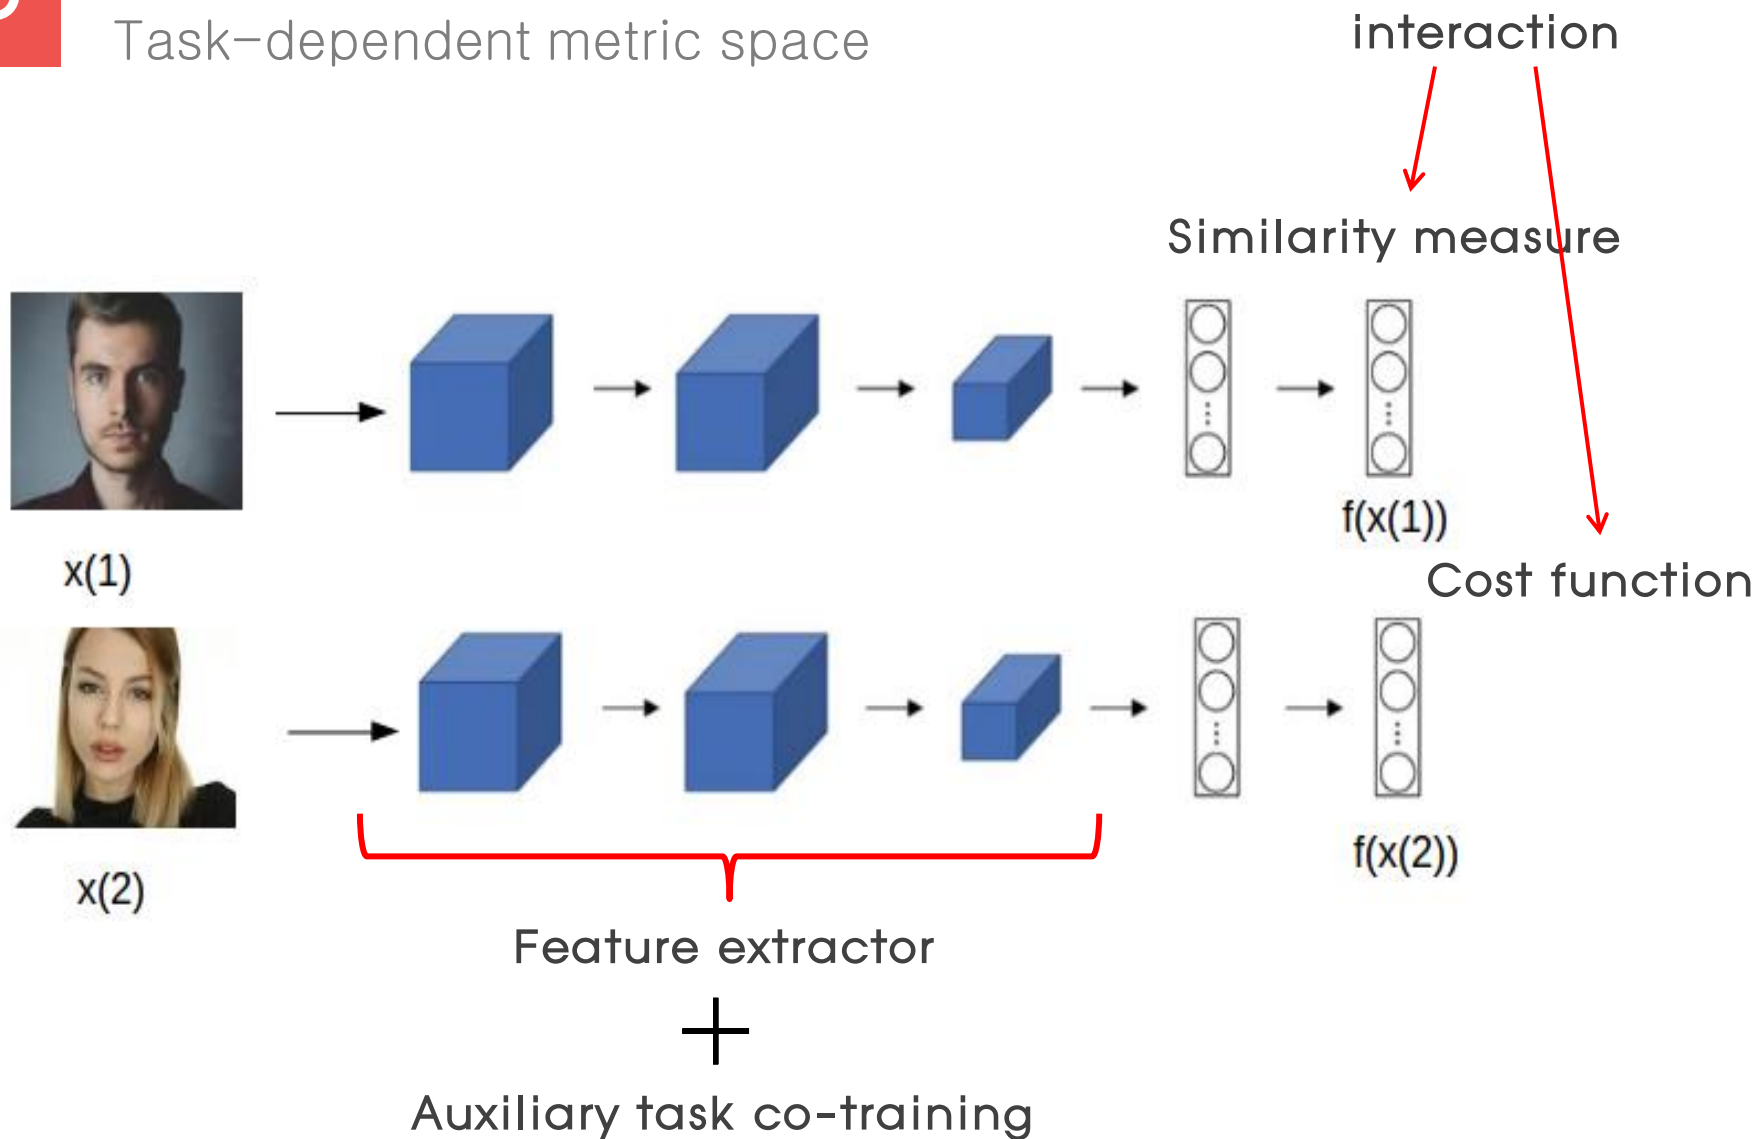 Task-dependent metric space
interaction
Similarity measure
f(x(1))
x(1)
Cost function
f(x(2))
x(2)
Feature extractor
+
Auxiliary task co-training